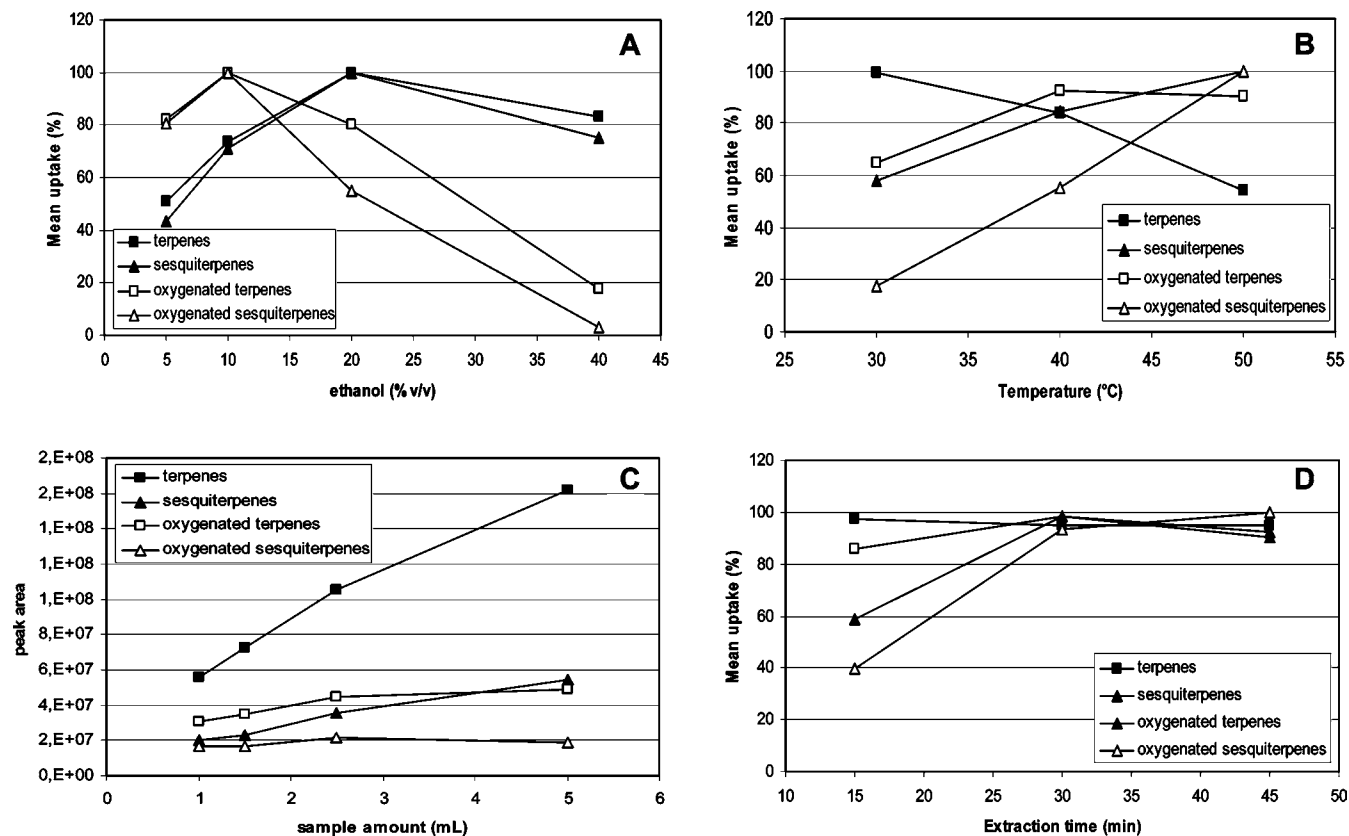 A
Mean uptake (%)
120
100
80
60
40
20
0
terpenes
sesquiterpenes
oxygenated terpenes
oxygenated sesquiterpenes
0 5 10 15 20 25 30 35 40 45
ethanol (% v/v)
B
Mean uptake (%)
120
100
80
60
40
20
0
terpenes
sesquiterpenes
oxygenated terpenes
oxygenated sesquiterpenes
25 30 35 40 45 50 55
Temperature (°C)
C
peak area
2,E+08
2,E+08
1,E+08
1,E+08
1,E+08
8,E+07
6,E+07
4,E+07
2,E+07
0,E+00
terpenes
sesquiterpenes
oxygenated terpenes
oxygenated sesquiterpenes
0 1 2 3 4 5 6
sample amount (mL)
D
Mean uptake (%)
120
100
80
60
40
20
0
terpenes
sesquiterpenes
oxygenated terpenes
oxygenated sesquiterpenes
10 15 20 25 30 35 40 45 50
Extraction time (min)